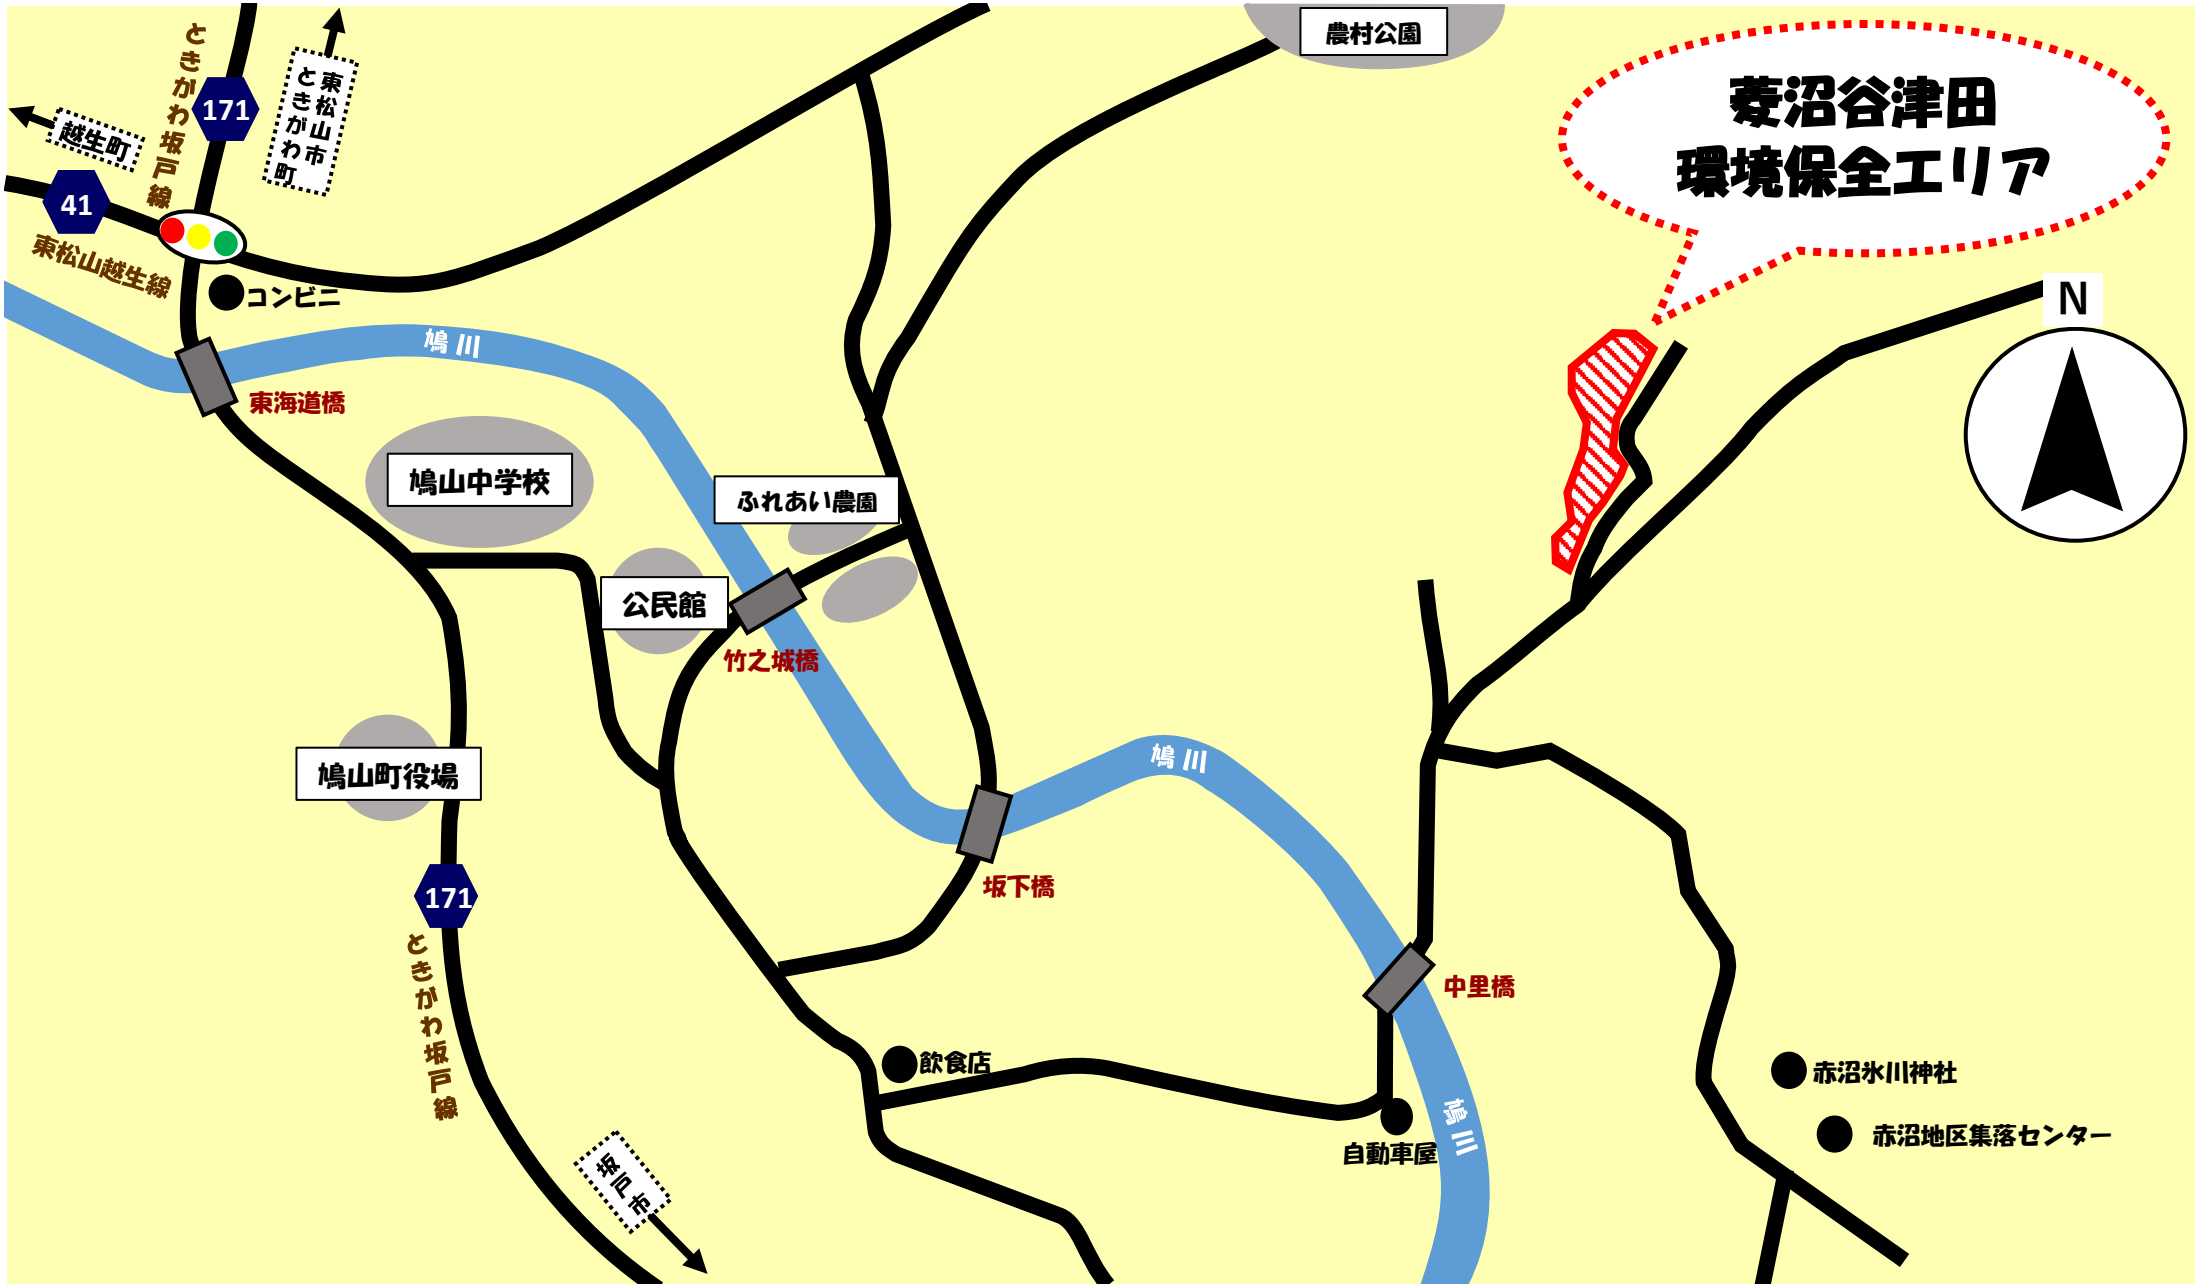 農村公園
菱沼谷津田
環境保全エリア
ときがわ坂戸線
171
東松山市
ときがわ町
越生町
41
東松山越生線
コンビニ
N
鳩川
東海道橋
鳩山中学校
ふれあい農園
公民館
竹之城橋
鳩山町役場
鳩川
坂下橋
171
ときがわ坂戸線
中里橋
飲食店
赤沼氷川神社
鳩川
自動車屋
赤沼地区集落センター
坂戸市